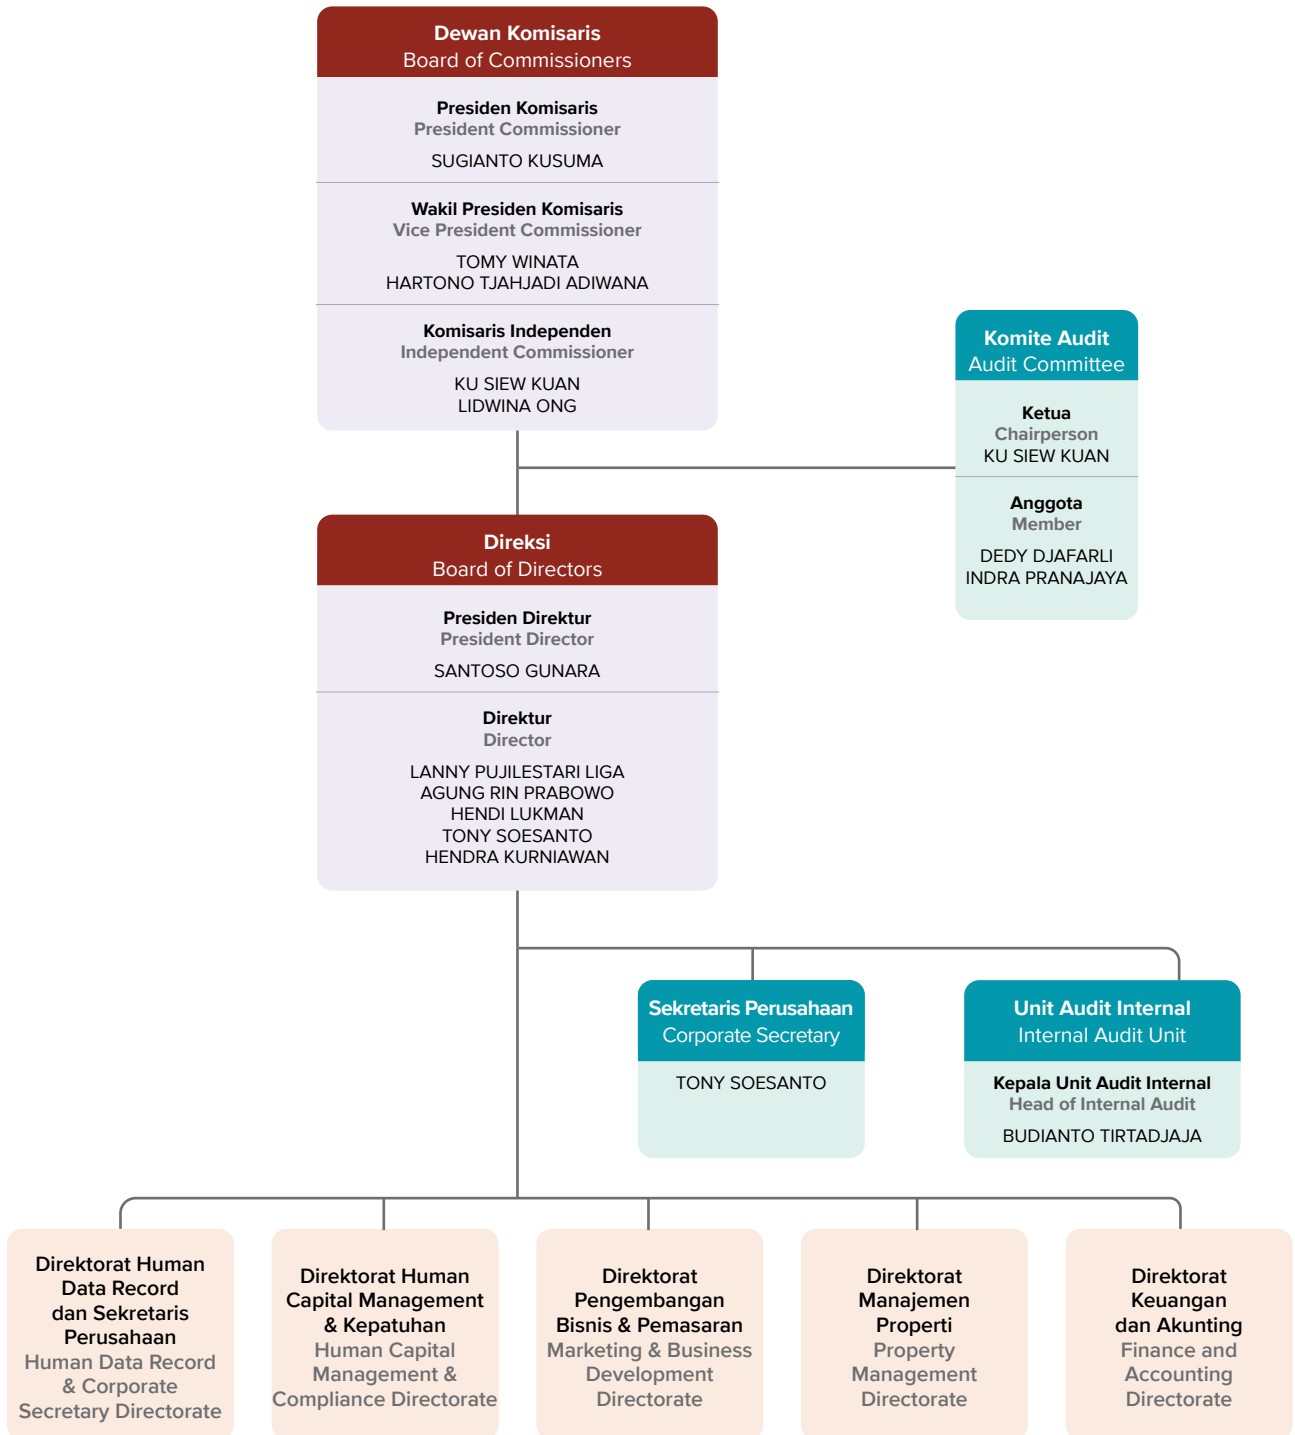 Dewan Komisaris
Board of Commissioners
Presiden Komisaris
President Commissioner
SUGIANTO KUSUMA
Wakil Presiden Komisaris
Vice President Commissioner
TOMY WINATA
HARTONO TJAHJADI ADIWANA
Komisaris Independen
Independent Commissioner
KU SIEW KUAN
LIDWINA ONG
Komite Audit
Audit Committee
Ketua
Chairperson
KU SIEW KUAN
Anggota
Member
DEDY DJAFARLI
INDRA PRANAJAYA
Direksi
Board of Directors
Presiden Direktur
President Director
SANTOSO GUNARA
Direktur
Director
LANNY PUJILESTARI LIGA
AGUNG RIN PRABOWO
HENDI LUKMAN
TONY SOESANTO
HENDRA KURNIAWAN
Sekretaris Perusahaan
Corporate Secretary
TONY SOESANTO
Unit Audit Internal
Internal Audit Unit
Kepala Unit Audit Internal
Head of Internal Audit
BUDIANTO TIRTADJAJA
Direktorat Human
Data Record
dan Sekretaris
Perusahaan
Human Data Record
& Corporate
Secretary Directorate
Direktorat Human
Capital Management
& Kepatuhan
Human Capital
Management &
Compliance Directorate
Direktorat
Pengembangan
Bisnis & Pemasaran
Marketing & Business
Development
Directorate
Direktorat
Manajemen
Properti
Property
Management
Directorate
Direktorat
Keuangan
dan Akunting
Finance and
Accounting
Directorate